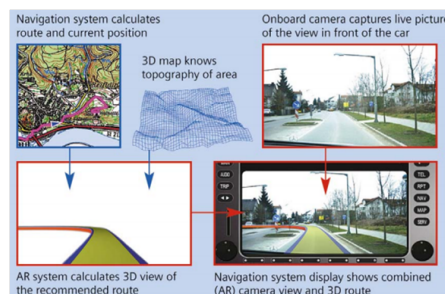 Navigation system calculates
route and current position
Onboard camera captures live picture
of the view in front of the car
3D map knows
topography of area
ADD
TRP
TEL
RPT
NAV
MAP
AR system calculates 3D view of
the recommended route
Navigation system display shows combined
(AR) camera view and 3D route